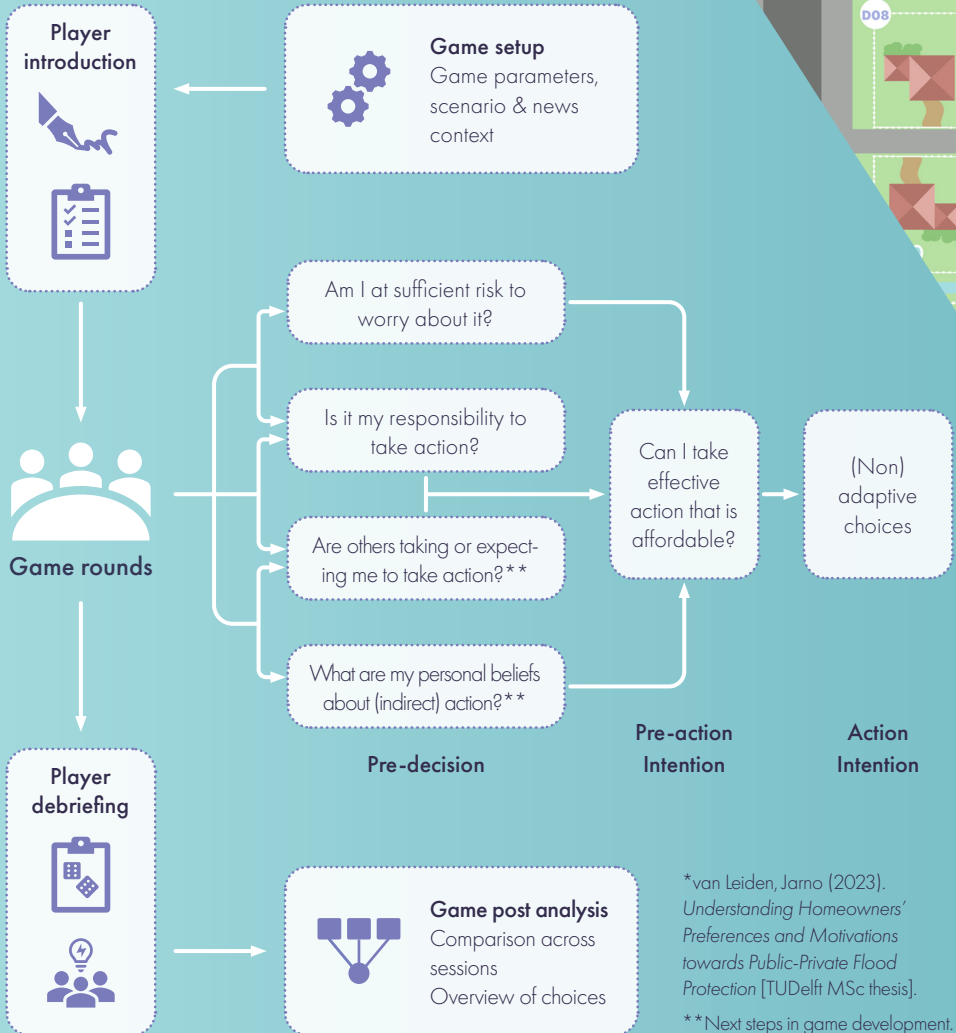 Player
introduction
Game setup
Game parameters,
scenario & news
context
D08
Am I at sufficient risk to
worry about it?
Is it my responsibility to
take action?
Are others taking or expect-
ing me to take action?**
What are my personal beliefs
about (indirect) action?**
Can I take
effective
action that is
affordable?
(Non)
adaptive
choices
Game rounds
Pre-decision
Pre-action
Intention
Action
Intention
Player
debriefing
Game post analysis
Comparison across
sessions
Overview of choices
*van Leiden, Jarno (2023).
Understanding Homeowners’
Preferences and Motivations
towards Public-Private Flood
Protection [TUDelft MSc thesis].
**Next steps in game development.